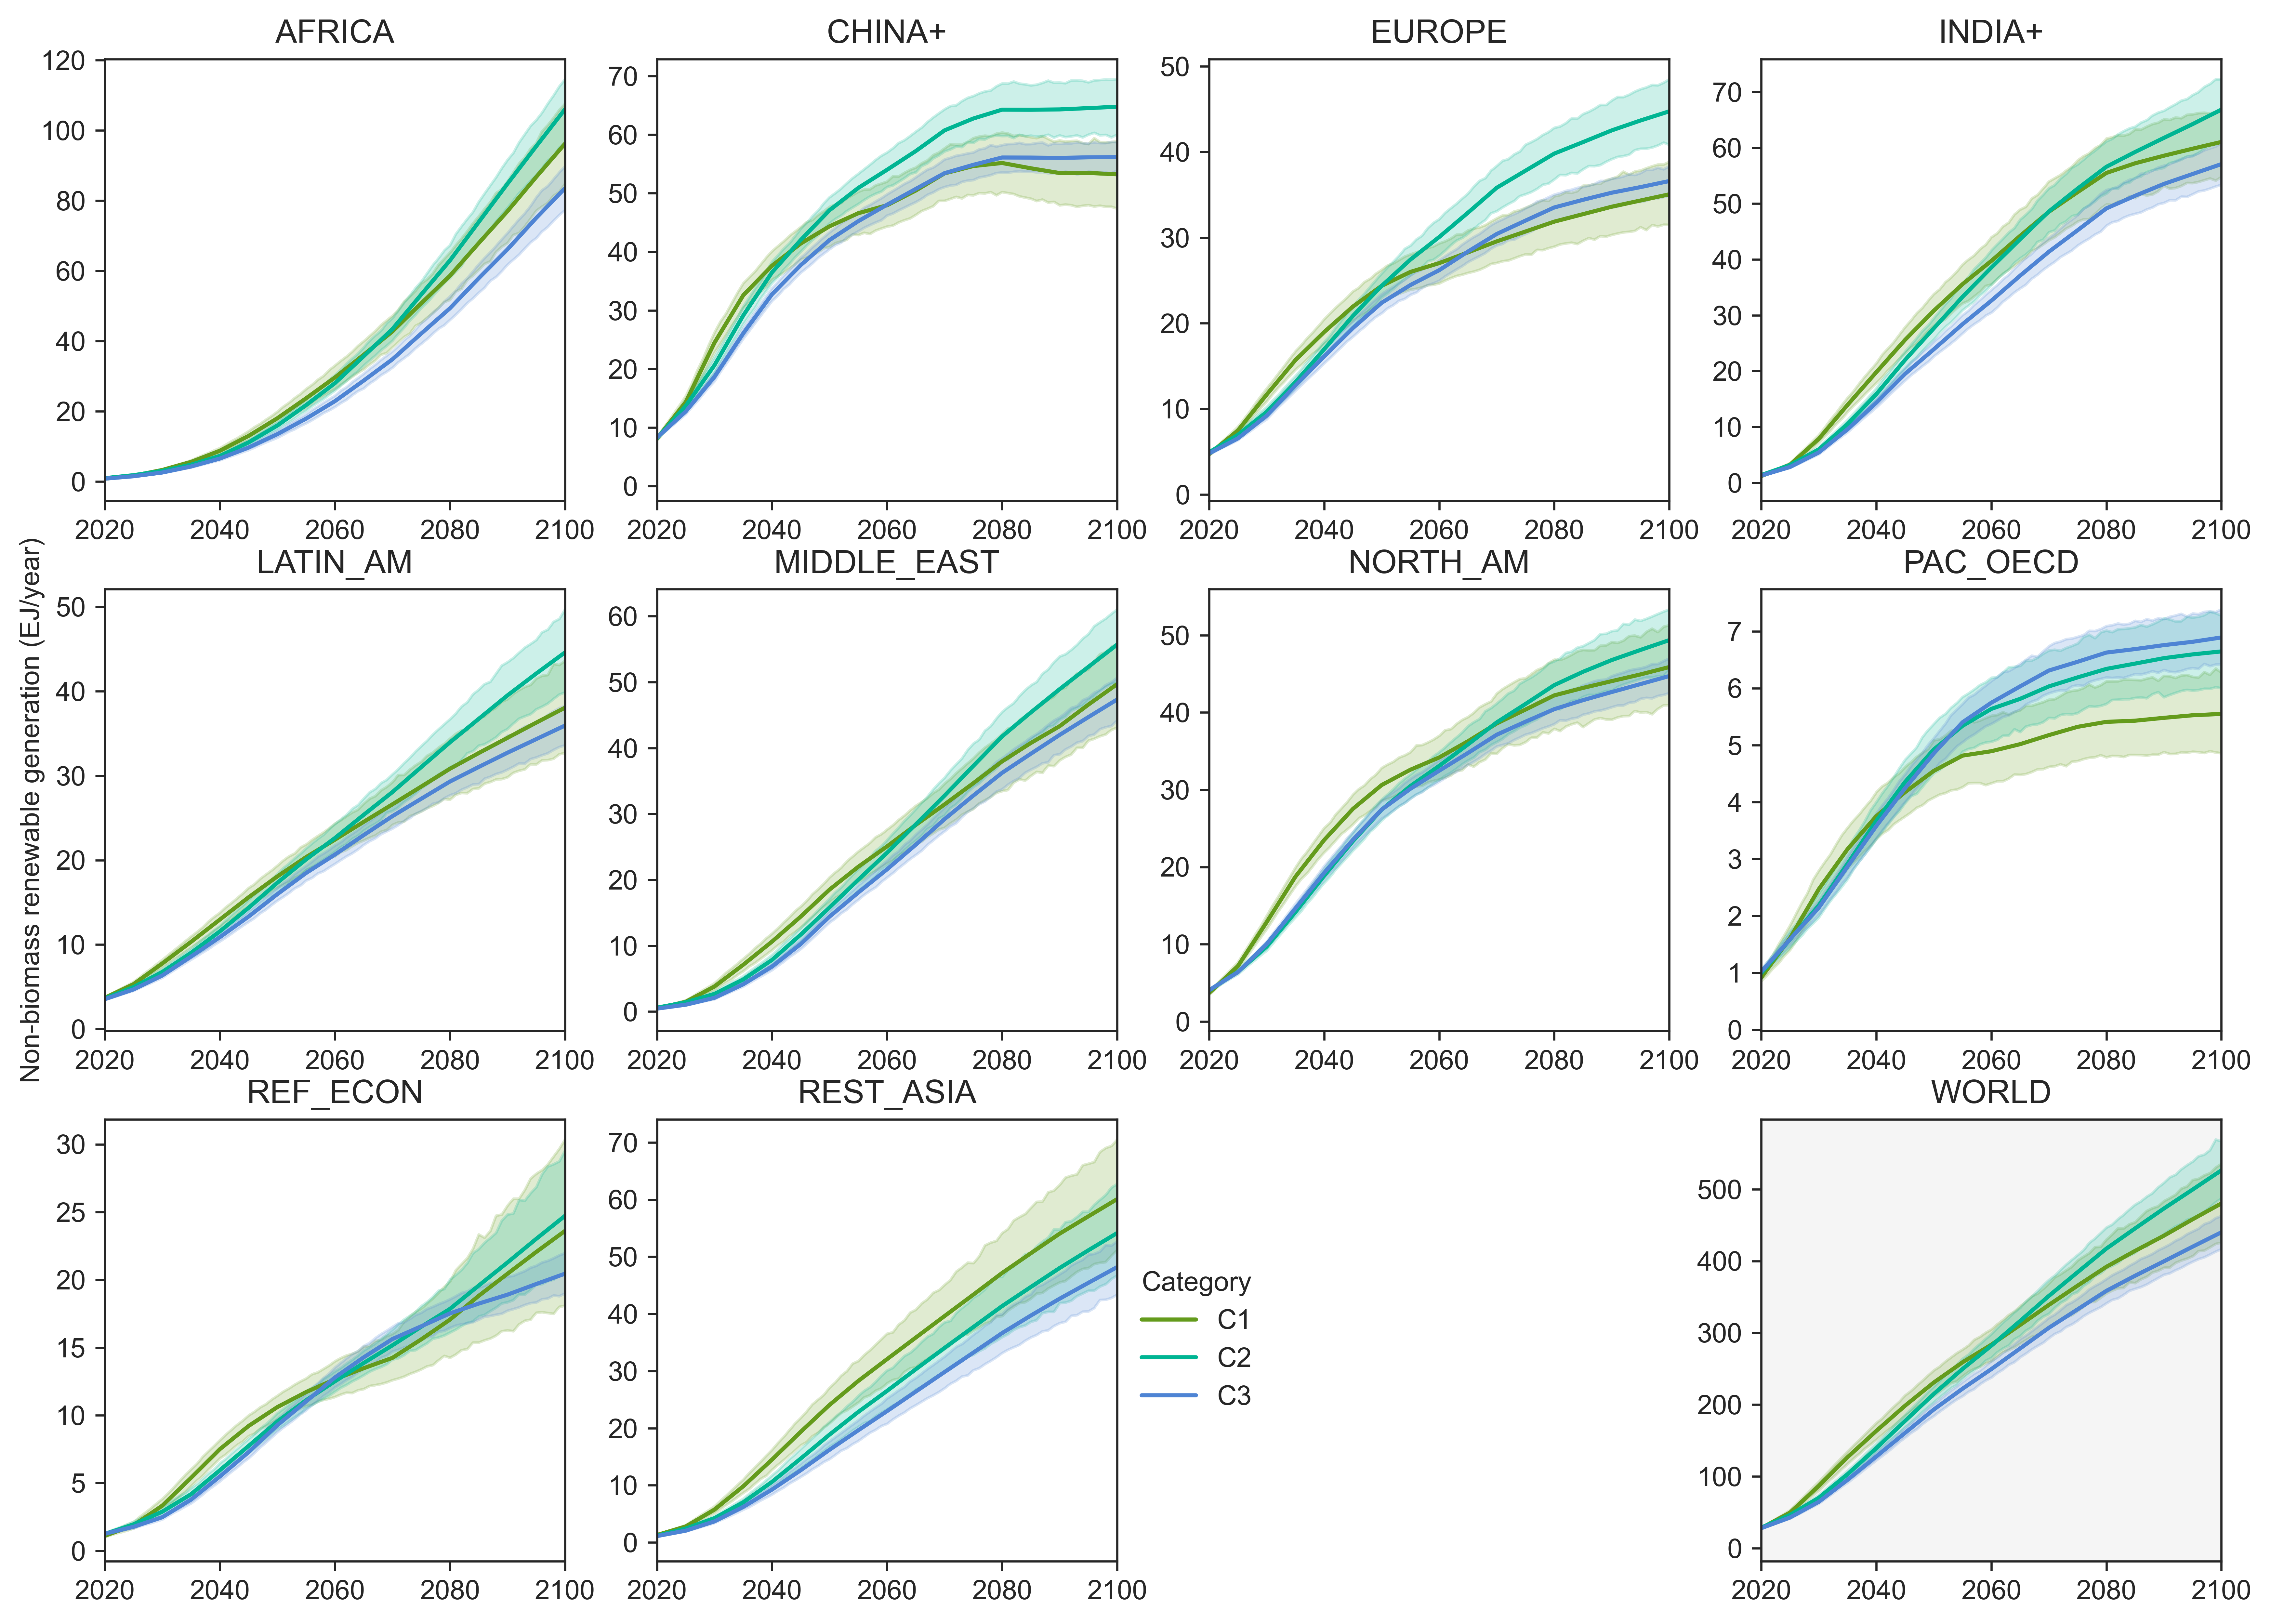 AFRICA
CHINA+
EUROPE
INDIA+
120
100
80
60
40
20
0
2020 2040 2060 2080 2100
70
60
50
40
30
20
10
0
2020 2040 2060 2080 2100
50
40
30
20
10
0
2020 2040 2060 2080 2100
70
60
50
40
30
20
10
0
2020 2040 2060 2080 2100
Non-biomass renewable generation (EJ/year)
LATIN_AM
MIDDLE_EAST
NORTH_AM
PAC_OECD
50
40
30
20
10
0
2020 2040 2060 2080 2100
60
50
40
30
20
10
0
2020 2040 2060 2080 2100
50
40
30
20
10
0
2020 2040 2060 2080 2100
7
6
5
4
3
2
1
0
2020 2040 2060 2080 2100
REF_ECON
REST_ASIA
WORLD
30
25
20
15
10
5
0
2020 2040 2060 2080 2100
70
60
50
40
30
20
10
0
2020 2040 2060 2080 2100
Category
C1
C2
C3
500
400
300
200
100
0
2020 2040 2060 2080 2100